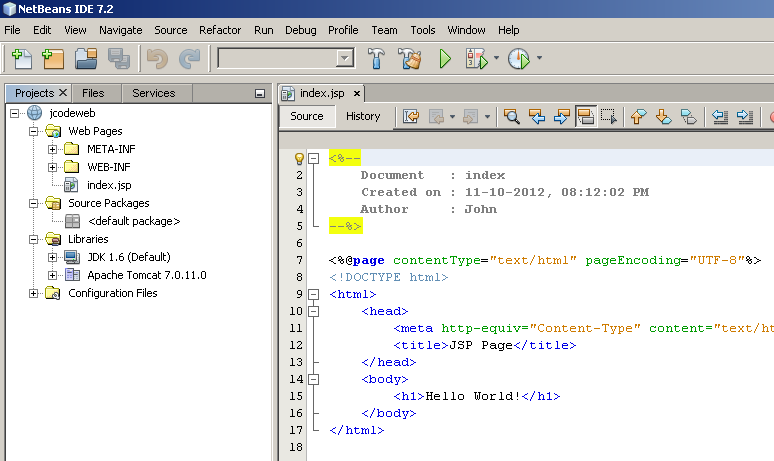 NetBeans IDE 7.2
File Edit View Navigate Source Refactor Run Debug Profile Team Tools Window Help
Projects Files Services
jcodeweb
Web Pages
META-INF
WEB-INF
index.jsp
Source Packages
<default package>
Libraries
JDK 1.6 (Default)
Apache Tomcat 7.0.11.0
Configuration Files
index.jsp
Source History
<%--
2 Document : index
3 Created on : 11-10-2012, 08:12:02 PM
4 Author : John
5 --%>
6
7 <%@page contentType="text/html" pageEncoding="UTF-8"%>
8 <!DOCTYPE html>
9 <html>
10 <head>
11 <meta http-equiv="Content-Type" content="text/ht
12 <title>JSP Page</title>
13 </head>
14 <body>
15 <h1>Hello World!</h1>
16 </body>
17 </html>
18